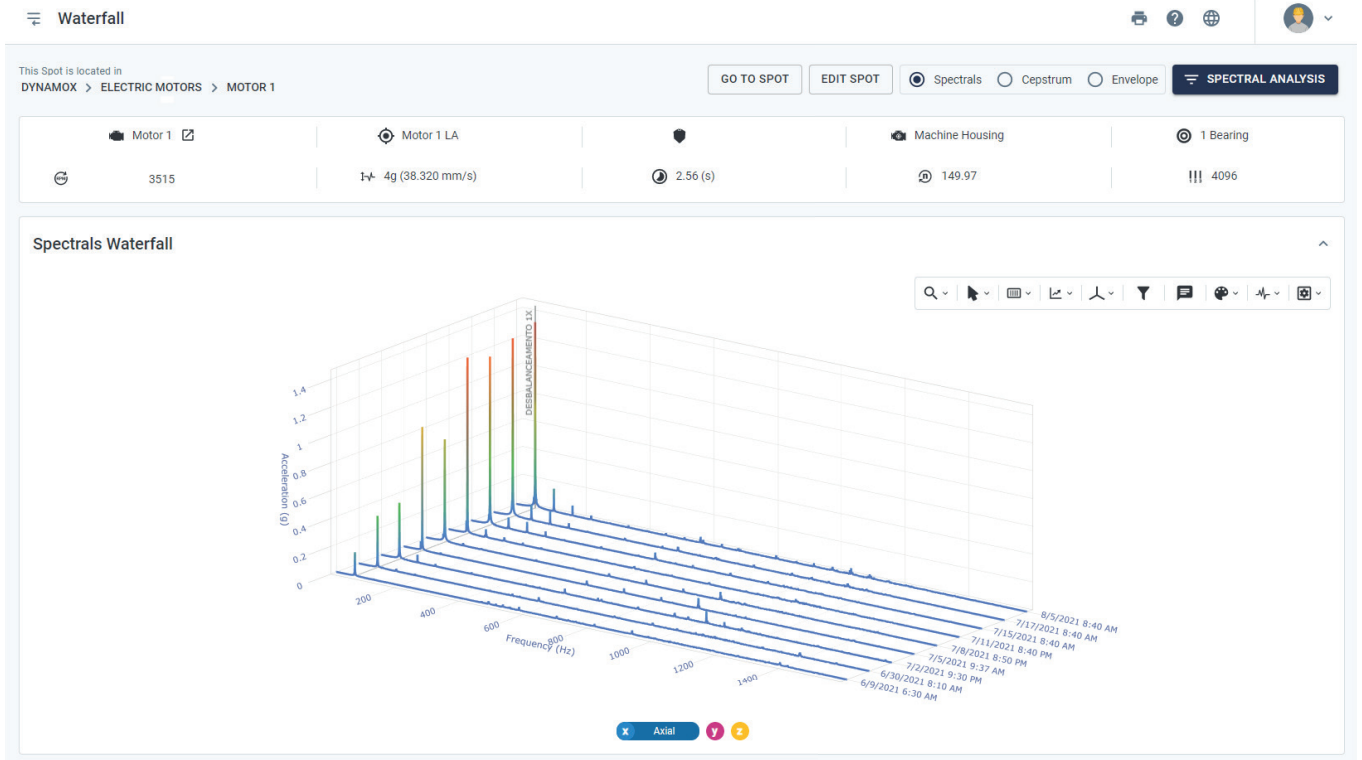 Waterfall
This Spot is located in
DYNAMOX > ELECTRIC MOTORS > MOTOR 1
GO TO SPOT
EDIT SPOT
Spectrals
Cepstrum
Envelope
SPECTRAL ANALYSIS
Motor 1
Motor 1 LA
Machine Housing
1 Bearing
3515
4g (38.320 mm/s)
2.56 (s)
149.97
4096
Spectrals Waterfall
DESBALANCEAMENTO 1X
1.4
1.2
1
0.8
0.6
0.4
0.2
0
Acceleration (g)
200
400
600
800
1000
1200
1400
Frequency (Hz)
8/5/2021 8:40 AM
7/17/2021 8:40 AM
7/15/2021 8:40 AM
7/11/2021 8:40 PM
7/8/2021 8:50 PM
7/5/2021 9:37 AM
7/2/2021 9:30 PM
6/30/2021 8:10 AM
6/9/2021 6:30 AM
x Axial y z